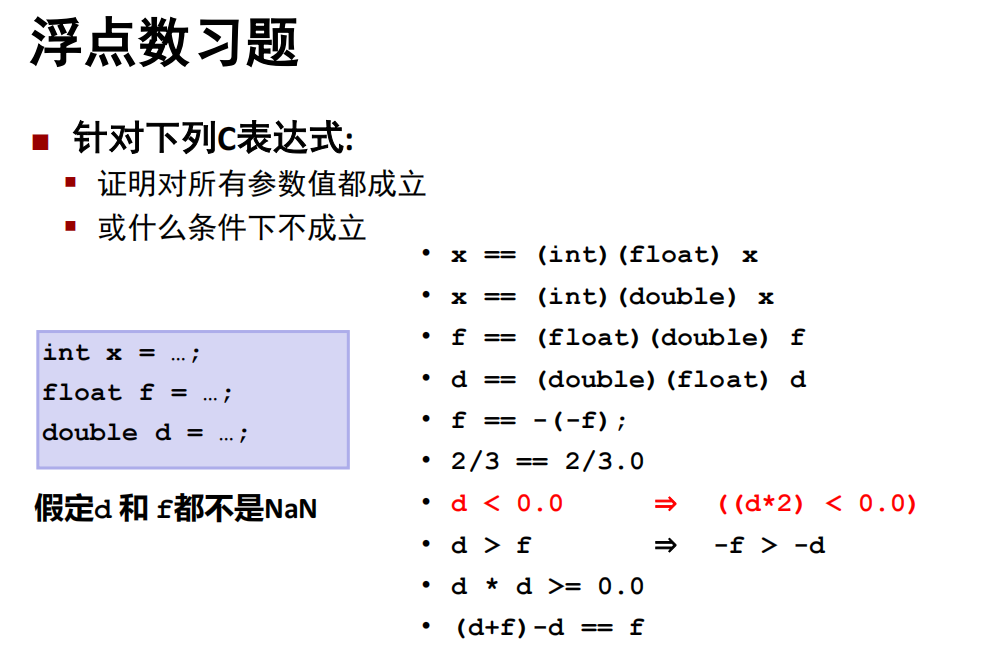 浮点数习题
■ 针对下列C表达式:
▪ 证明对所有参数值都成立
▪ 或什么条件下不成立
int x = …;
float f = …;
double d = …;
假定d 和 f都不是NaN
• x == (int)(float) x
• x == (int)(double) x
• f == (float)(double) f
• d == (double)(float) d
• f == -(-f);
• 2/3 == 2/3.0
• d < 0.0 ⇒ ((d*2) < 0.0)
• d > f ⇒ -f > -d
• d * d >= 0.0
• (d+f)-d == f